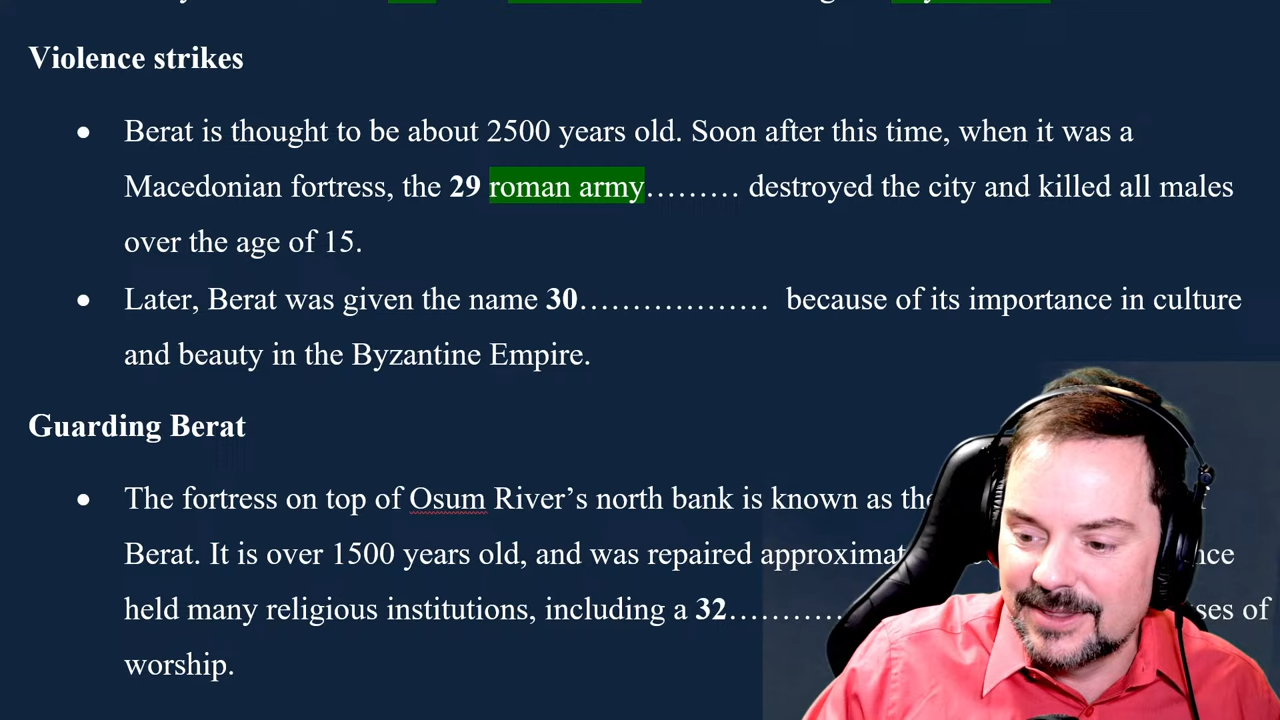 Violence strikes
• Berat is thought to be about 2500 years old. Soon after this time, when it was a
Macedonian fortress, the 29 roman army……… destroyed the city and killed all males
over the age of 15.
• Later, Berat was given the name 30……………… because of its importance in culture
and beauty in the Byzantine Empire.
Guarding Berat
• The fortress on top of Osum River’s north bank is known as
Berat. It is over 1500 years old, and was repaired
held many religious institutions, including a 32………… of
worship.